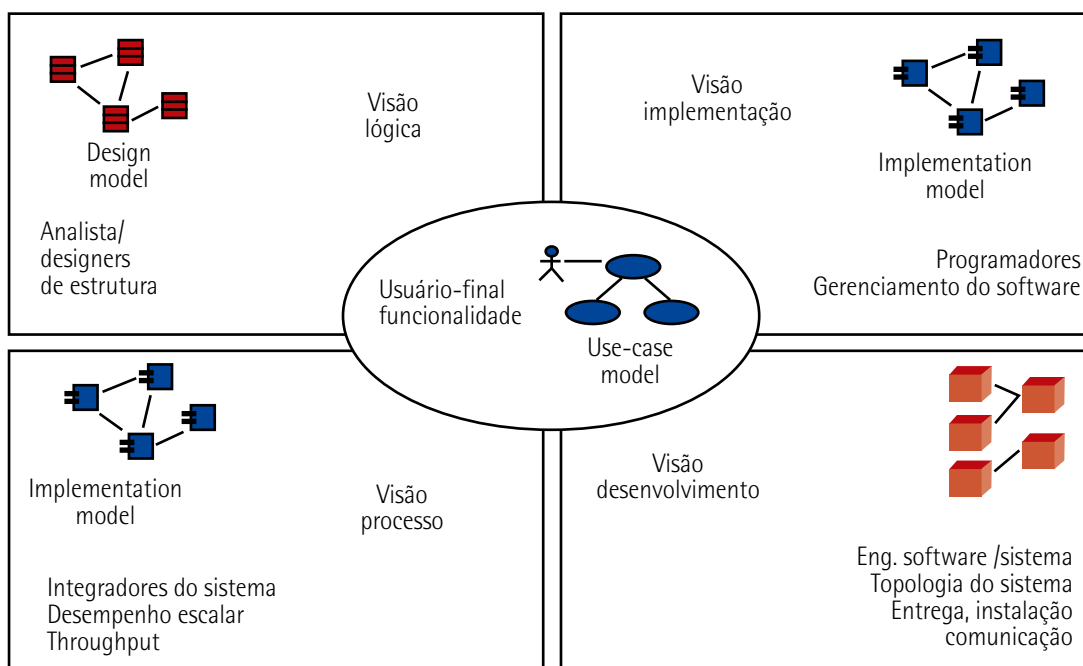 Design
model
Visão
lógica
Analista/
designers
de estrutura
Visão
implementação
Implementation
model
Programadores
Gerenciamento do software
Usuário-final
funcionalidade
Use-case
model
Implementation
model
Visão
processo
Integradores do sistema
Desempenho escalar
Throughput
Visão
desenvolvimento
Eng. software /sistema
Topologia do sistema
Entrega, instalação
comunicação